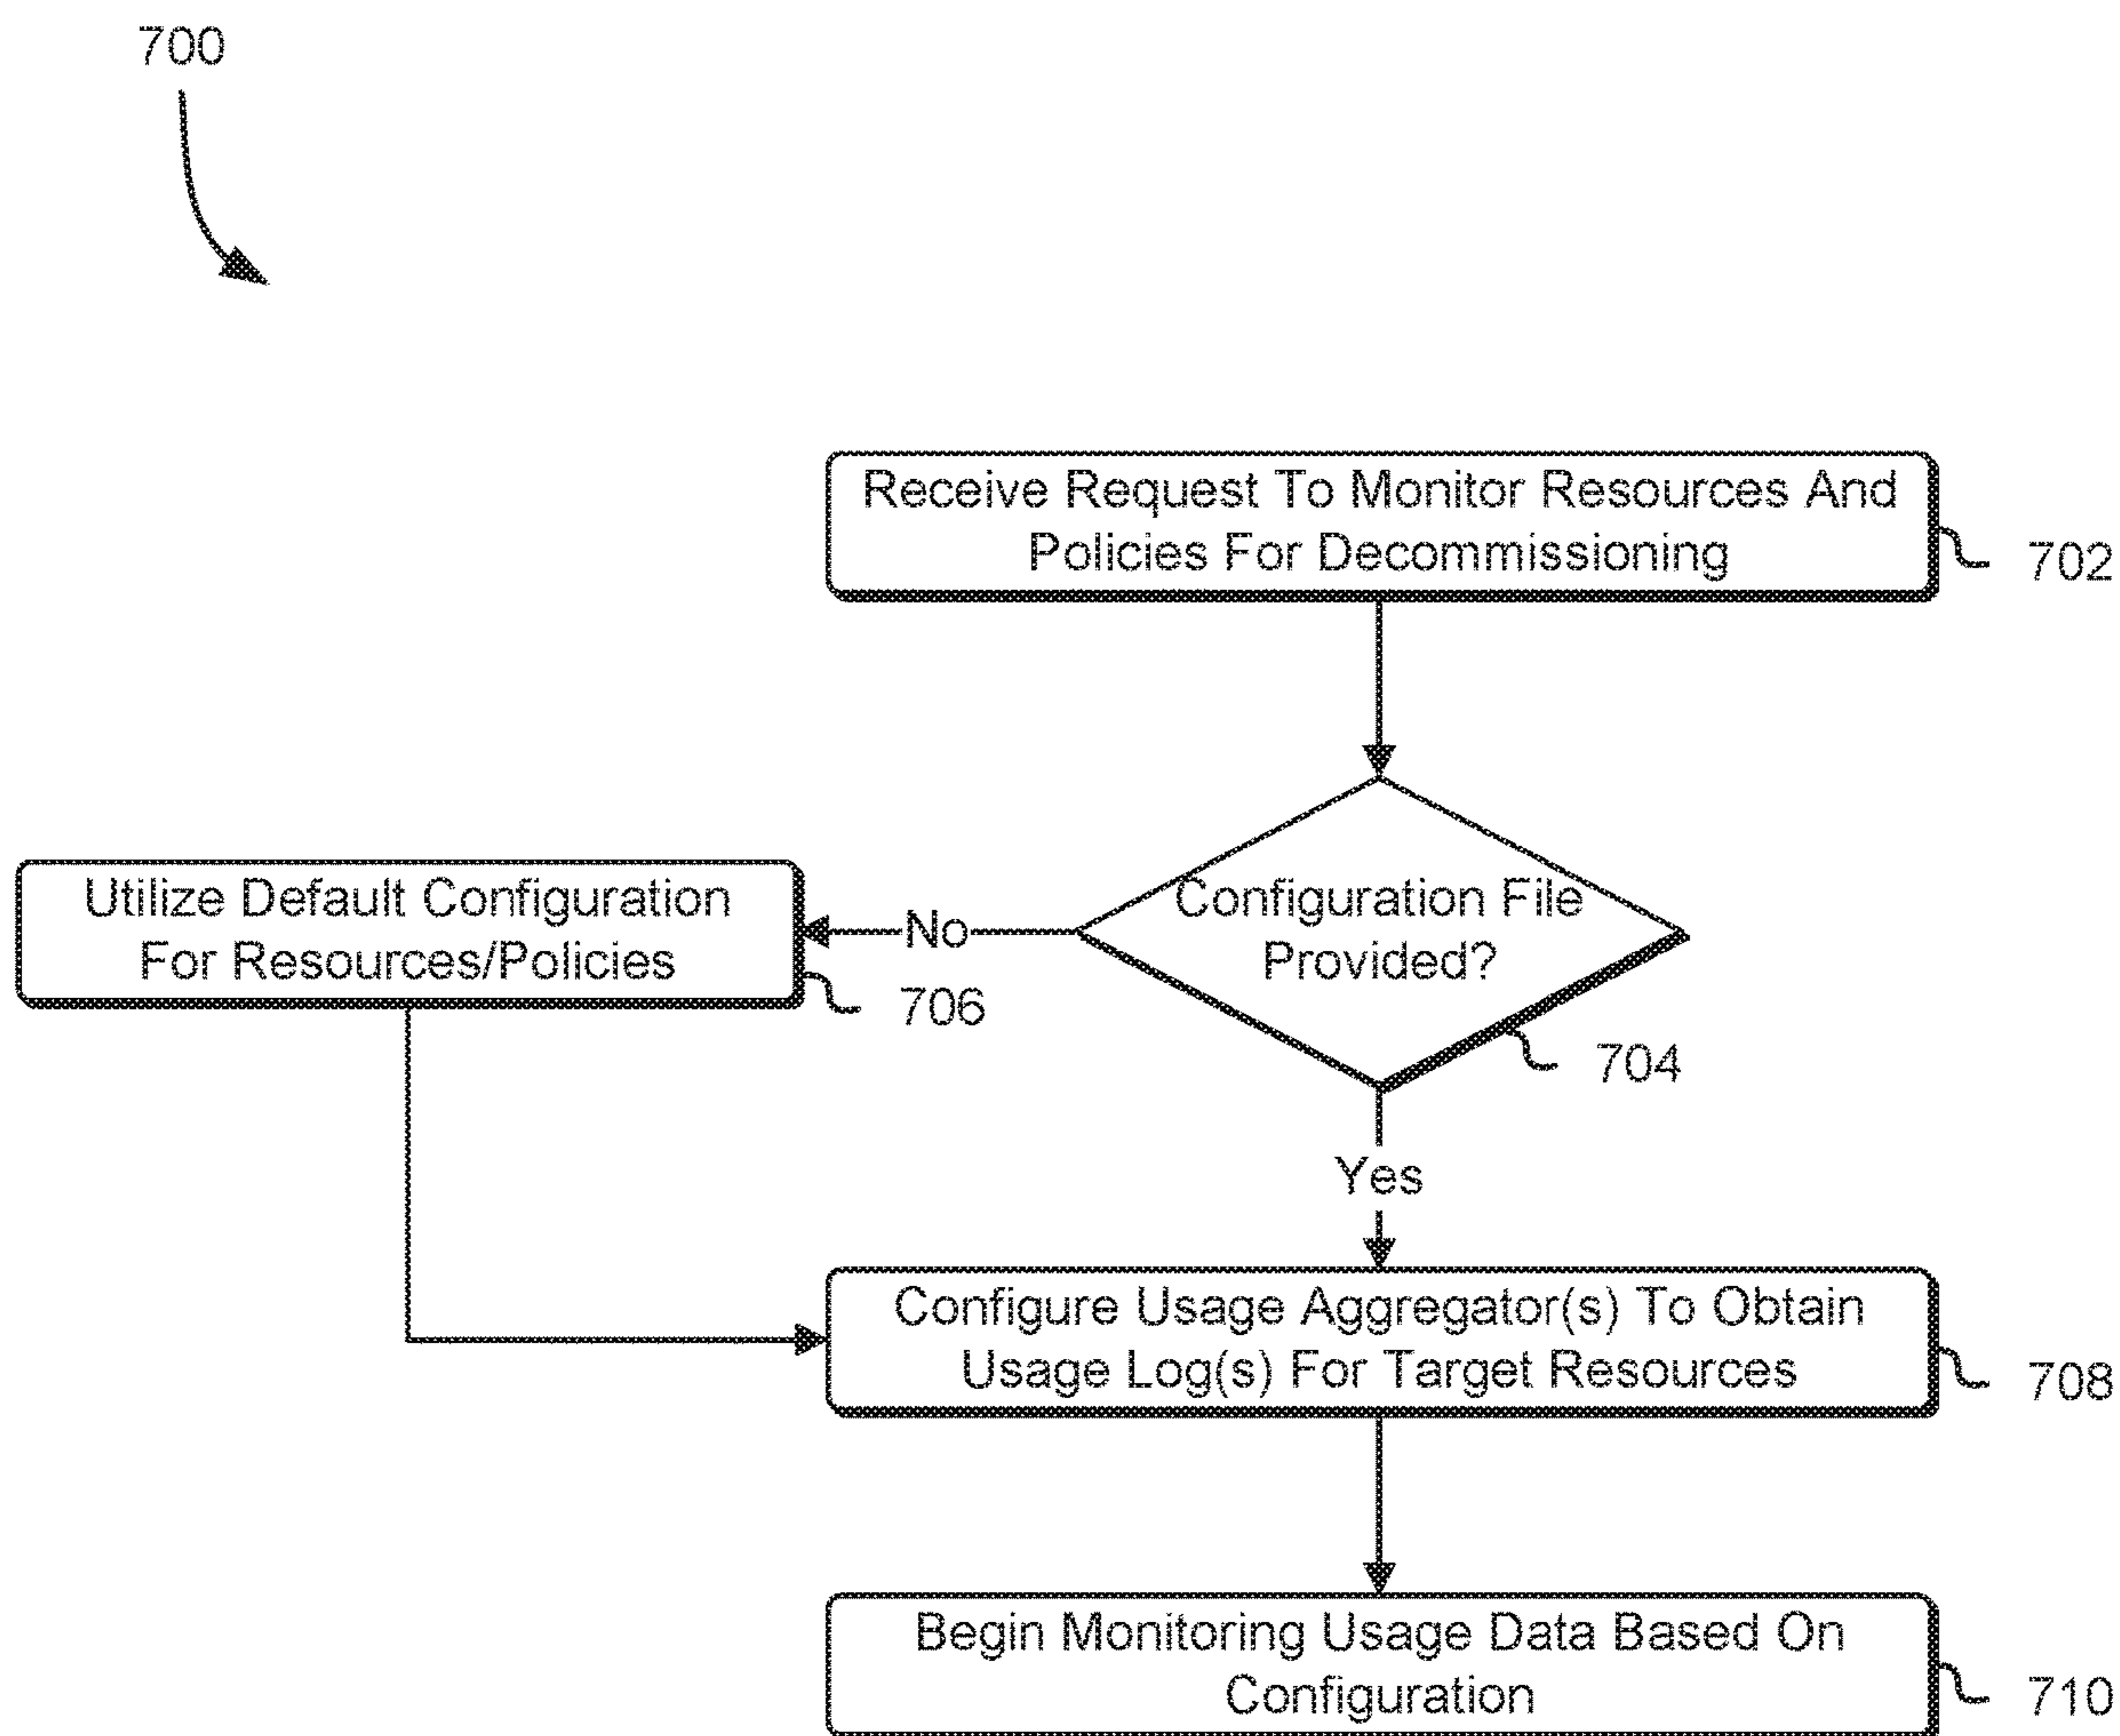 700
Receive Request To Monitor Resources And
Policies For Decommissioning
702
Configuration File
Provided?
704
No
Utilize Default Configuration
For Resources/Policies
706
Yes
Configure Usage Aggregator(s) To Obtain
Usage Log(s) For Target Resources
708
Begin Monitoring Usage Data Based On
Configuration
710